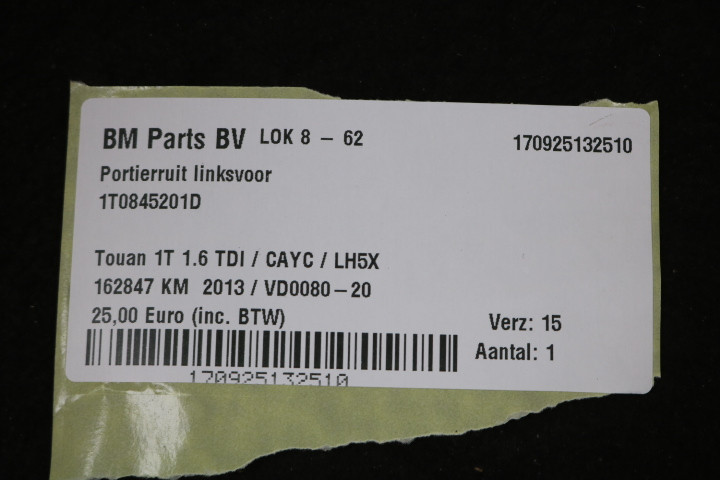 BM Parts BV LOK 8 – 62 170925132510
Portierruit linksvoor
1T0845201D
Touan 1T 1.6 TDI / CAYC / LH5X
162847 KM 2013 / VD0080–20
25,00 Euro (inc. BTW)
Verz: 15
Aantal: 1
170925132510